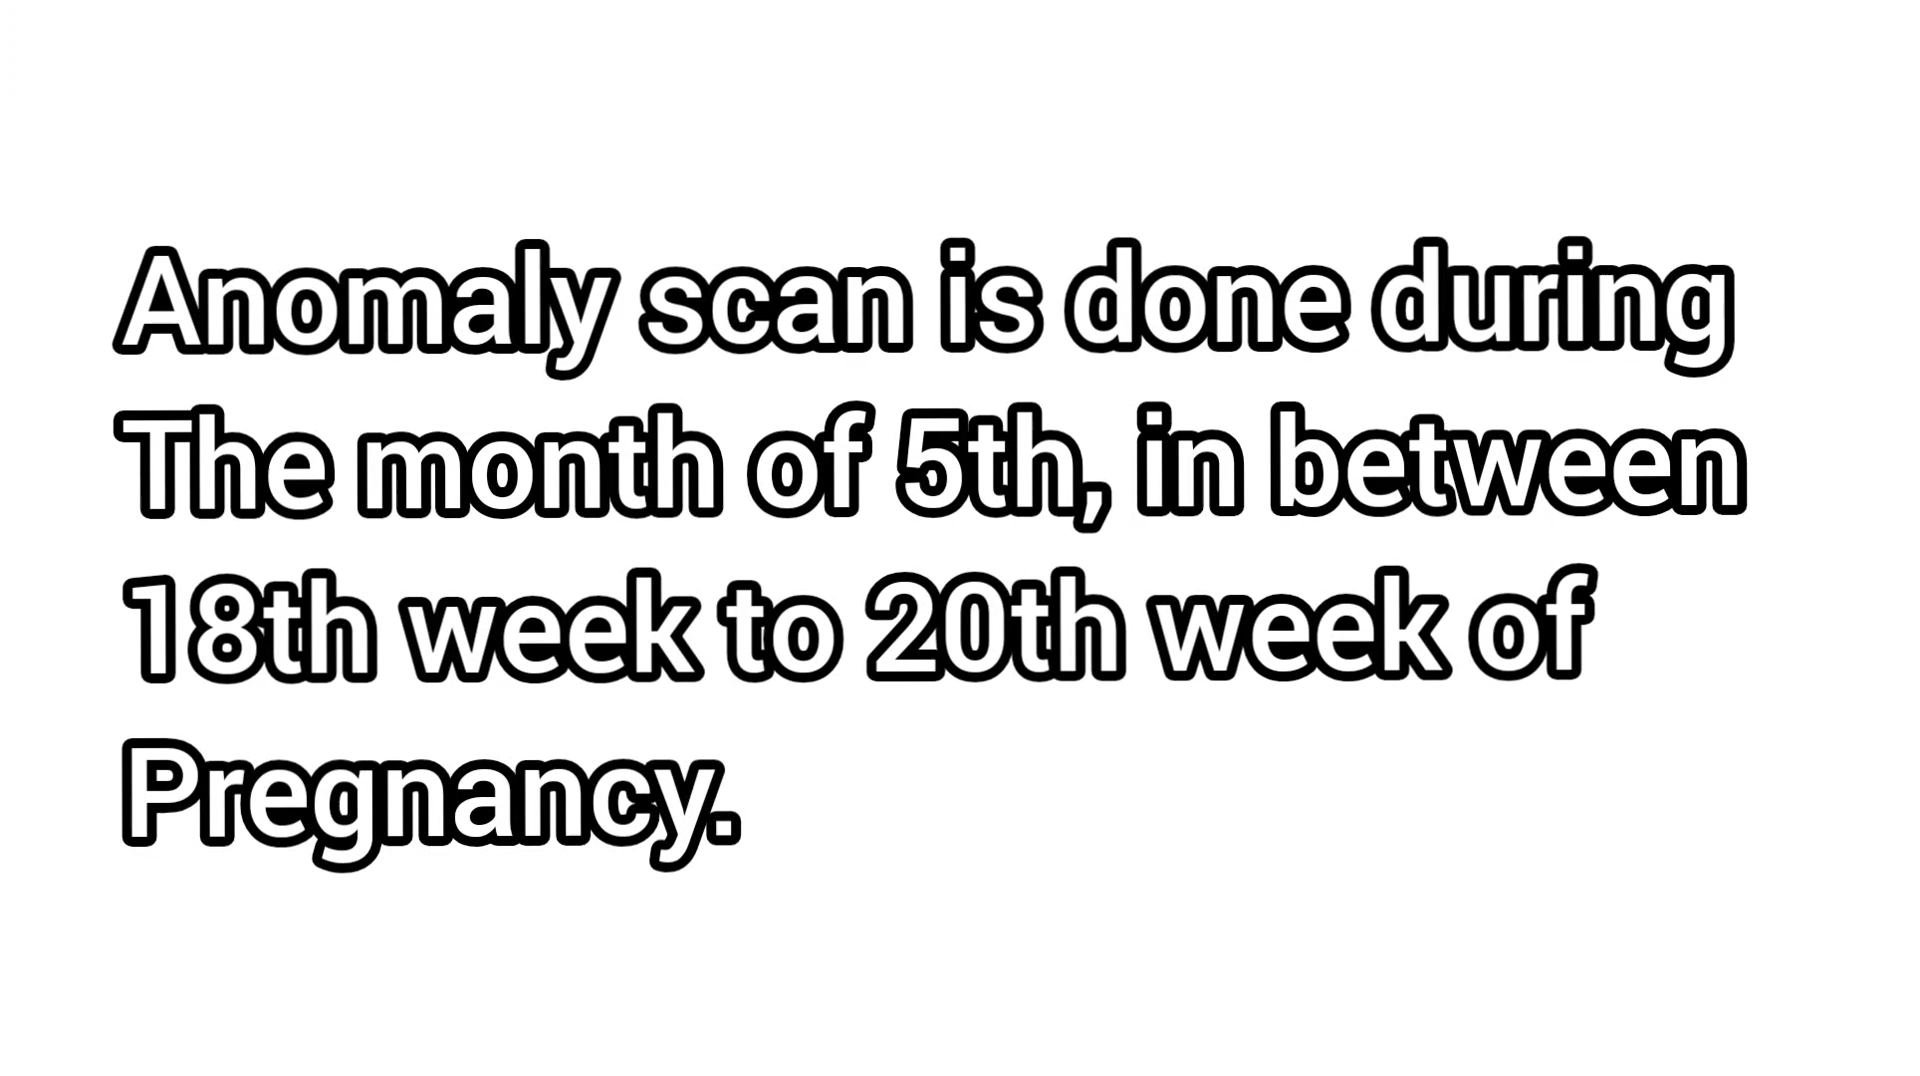 Anomaly scan is done during
The month of 5th, in between
18th week to 20th week of
Pregnancy.